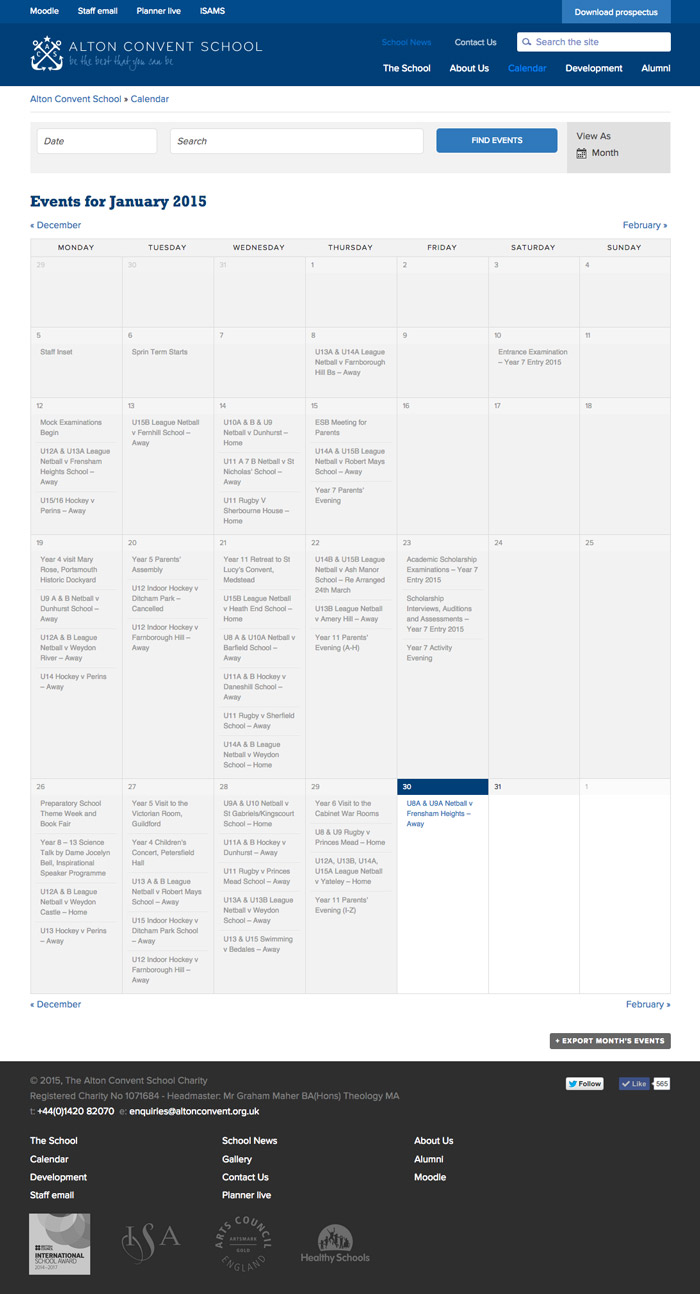 Moodle Staff email Planner live ISAMS Download prospectus
ALTON CONVENT SCHOOL
be the best that you can be
School News Contact Us Search the site
The School About Us Calendar Development Alumni
Alton Convent School » Calendar
Date Search FIND EVENTS
View As
Month
Events for January 2015
« December February »
MONDAY TUESDAY WEDNESDAY THURSDAY FRIDAY SATURDAY SUNDAY
29 30 31 1 2 3 4
5
Staff Inset
6
Sprin Term Starts
7
8
U13A & U14A League
Netball v Farnborough
Hill Bs – Away
9
10
Entrance Examination
– Year 7 Entry 2015
11
12
Mock Examinations
Begin
U12A & U13A League
Netball v Frensham
Heights School –
Away
U15/16 Hockey v
Perins – Away
13
U15B League Netball
v Fernhill School –
Away
14
U10A & B & U9
Netball v Dunhurst –
Home
U11 A 7 B Netball v St
Nicholas' School –
Away
U11 Rugby V
Sherbourne House –
Home
15
ESB Meeting for
Parents
U14A & U15B League
Netball v Robert Mays
School – Away
Year 7 Parents'
Evening
16
17
18
19
Year 4 visit Mary
Rose, Portsmouth
Historic Dockyard
U9 A & B Netball v
Dunhurst School –
Away
U12A & B League
Netball v Weydon
River – Away
U14 Hockey v Perins
– Away
20
Year 5 Parents'
Assembly
U12 Indoor Hockey v
Ditcham Park –
Cancelled
U12 Indoor Hockey v
Farnborough Hill –
Away
21
Year 11 Retreat to St
Lucy's Convent,
Medstead
U15B League Netball
v Heath End School –
Home
U8 A & U10A Netball v
Barfield School –
Away
U11A & B Hockey v
Daneshill School –
Away
U11 Rugby v Sherfield
School – Away
U14A & B League
Netball v Weydon
School – Home
22
U14B & U15B League
Netball v Ash Manor
School – Re Arranged
24th March
U13B League Netball
v Amery Hill – Away
Year 11 Parents'
Evening (A-H)
23
Academic Scholarship
Examinations – Year 7
Entry 2015
Scholarship
Interviews, Auditions
and Assessments –
Year 7 Entry 2015
Year 7 Activity
Evening
24
25
26
Preparatory School
Theme Week and
Book Fair
Year 8 – 13 Science
Talk by Dame Jocelyn
Bell, Inspirational
Speaker Programme
U12A & B League
Netball v Weydon
Castle – Home
U13 Hockey v Perins
– Away
27
Year 5 Visit to the
Victorian Room,
Guildford
Year 4 Children's
Concert, Petersfield
Hall
U13 A & B League
Netball v Robert Mays
School – Away
U15 Indoor Hockey v
Ditcham Park School
– Away
U12 Indoor Hockey v
Farnborough Hill –
Away
28
U9A & U10 Netball v
St Gabriels/Kingscourt
School – Home
U11A & B Hockey v
Dunhurst – Away
U11 Rugby v Princes
Mead School – Away
U13A & U13B League
Netball v Weydon
School – Away
U13 & U15 Swimming
v Bedales – Away
29
Year 6 Visit to the
Cabinet War Rooms
U8 & U9 Rugby v
Princes Mead – Home
U12A, U13B, U14A,
U15A League Netball
v Yateley – Home
Year 11 Parents'
Evening (I-Z)
30
U8A & U9A Netball v
Frensham Heights –
Away
31
1
« December February »
+ EXPORT MONTH'S EVENTS
© 2015, The Alton Convent School Charity
Registered Charity No 1071684 - Headmaster: Mr Graham Maher BA(Hons) Theology MA
t: +44(0)1420 82070 e: enquiries@altonconvent.org.uk
Follow Like 565
The School School News About Us
Calendar Gallery Alumni
Development Contact Us Moodle
Staff email Planner live
BRITISH COUNCIL
INTERNATIONAL
SCHOOL AWARD
2014–2017
ISA
ARTS COUNCIL
ARTSMARK
GOLD
ENGLAND
Healthy Schools